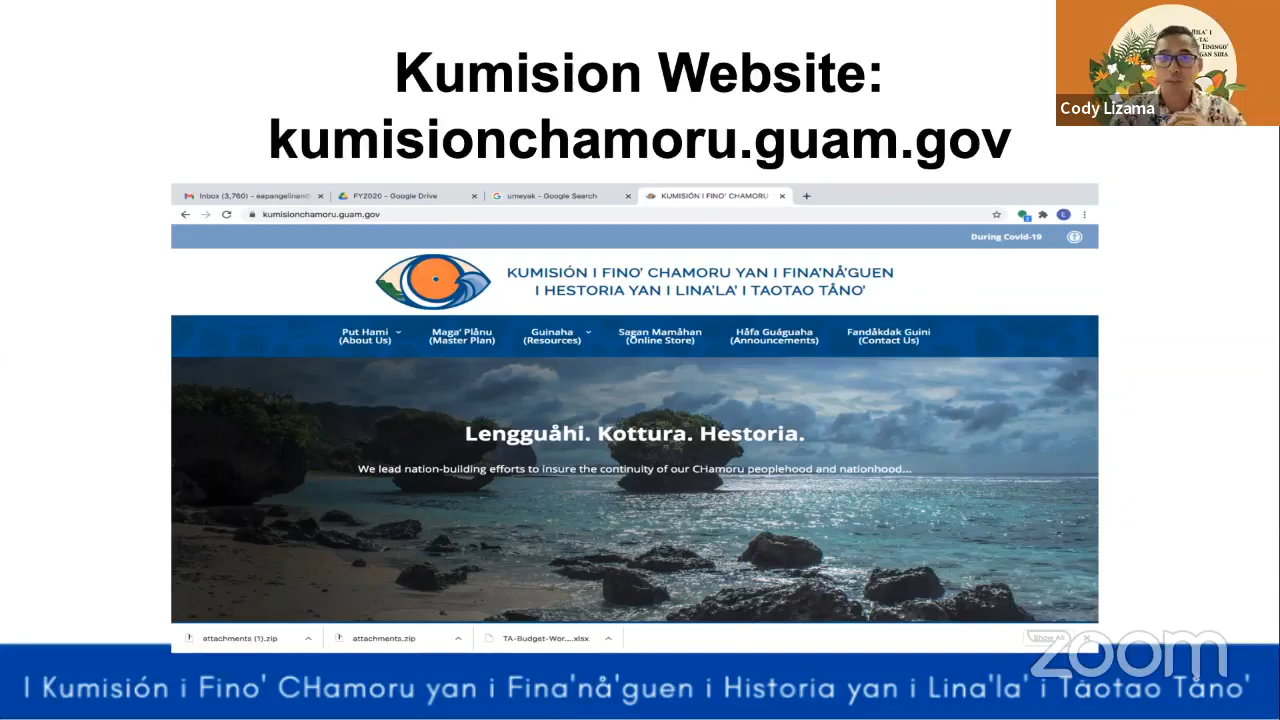 Kumision Website:
kumisionchamoru.guam.gov
Cody Lizama
FY2020 - Google Drive
umeyak - Google Search
KUMISIÓN I FINO' CHAMORU
kumisionchamoru.guam.gov
During Covid-19
KUMISIÓN I FINO' CHAMORU YAN I FINA'NÅ'GUEN
I HESTORIA YAN I LINA'LA' I TAOTAO TÅNO'
Put Hami
(About Us)
Maga' Plånu
(Master Plan)
Guinaha
(Resources)
Sagan Mamåhan
(Online Store)
Håfa Guáguaha
(Announcements)
Fandåkdak Guini
(Contact Us)
Lengguåhi. Kottura. Hestoria.
We lead nation-building efforts to insure the continuity of our CHamoru peoplehood and nationhood...
attachments (1).zip
attachments.zip
TA-Budget-Wor....xlsx
Show All
zoom
I Kumisión i Fino' CHamoru yan i Fina'nå'guen i Historia yan i Lina'la' i Tåotao Tåno'